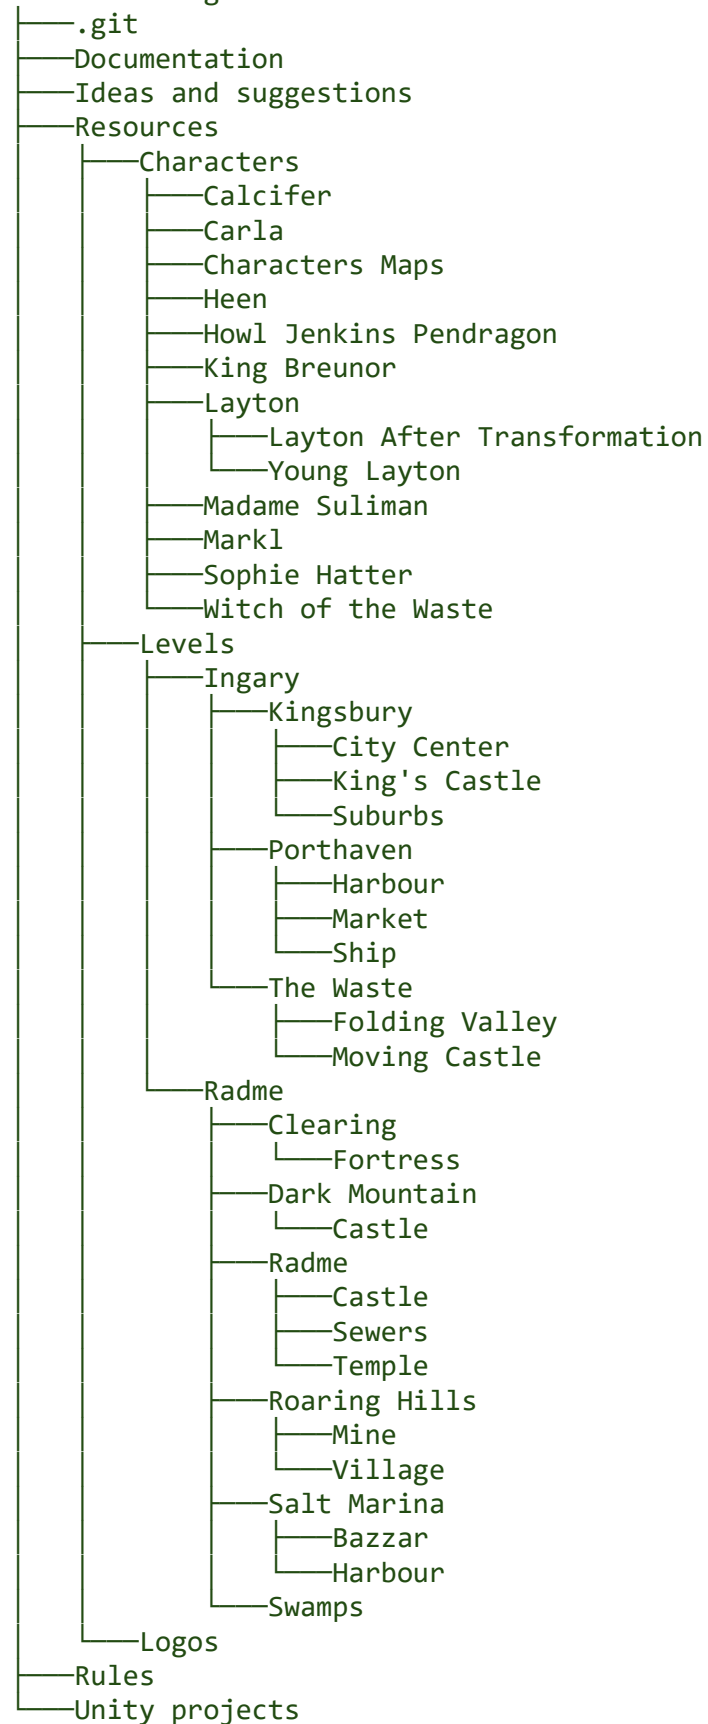 .git
Documentation
Ideas and suggestions
Resources
Characters
Calcifer
Carla
Characters Maps
Heen
Howl Jenkins Pendragon
King Breunor
Layton
Layton After Transformation
Young Layton
Madame Suliman
Markl
Sophie Hatter
Witch of the Waste
Levels
Ingary
Kingsbury
City Center
King's Castle
Suburbs
Porthaven
Harbour
Market
Ship
The Waste
Folding Valley
Moving Castle
Radme
Clearing
Fortress
Dark Mountain
Castle
Radme
Castle
Sewers
Temple
Roaring Hills
Mine
Village
Salt Marina
Bazzar
Harbour
Swamps
Logos
Rules
Unity projects